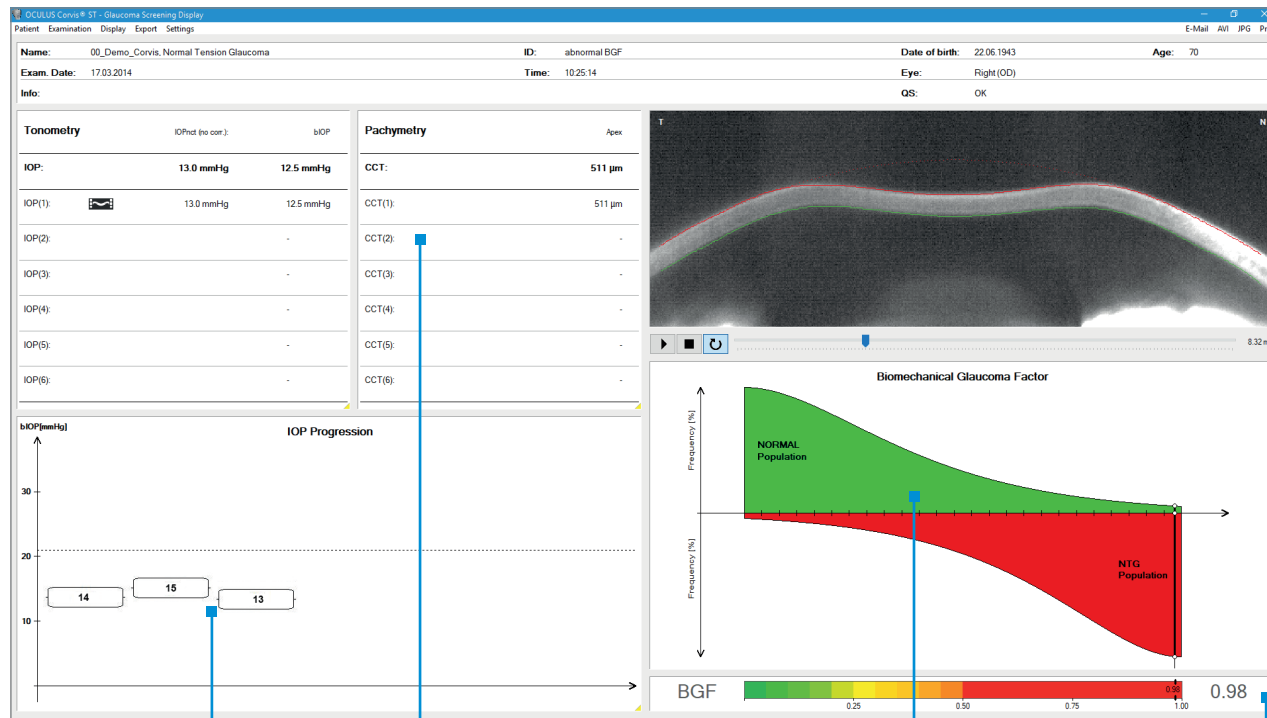 OCULUS Corvis® ST - Glaucoma Screening Display
Patient Examination Display Export Settings
E-Mail AVI JPG
Name: 00_Demo_Corvis, Normal Tension Glaucoma ID: abnormal BGF Date of birth: 22.06.1943 Age: 70
Exam. Date: 17.03.2014 Time: 10:25:14 Eye: Right (OD)
Info: QS: OK
Tonometry IOPnct (no corr.): bIOP
IOP: 13.0 mmHg 12.5 mmHg
IOP(1): 13.0 mmHg 12.5 mmHg
IOP(2): -
IOP(3): -
IOP(4): -
IOP(5): -
IOP(6): -
Pachymetry Apex
CCT: 511 µm
CCT(1): 511 µm
CCT(2): -
CCT(3): -
CCT(4): -
CCT(5): -
CCT(6): -
T N
8.32
bIOP[mmHg]
IOP Progression
30
20
10
14 15 13
Biomechanical Glaucoma Factor
Frequency [%]
NORMAL
Population
Frequency [%]
NTG
Population
BGF 0.98 0.98
0.25 0.50 0.75 1.00